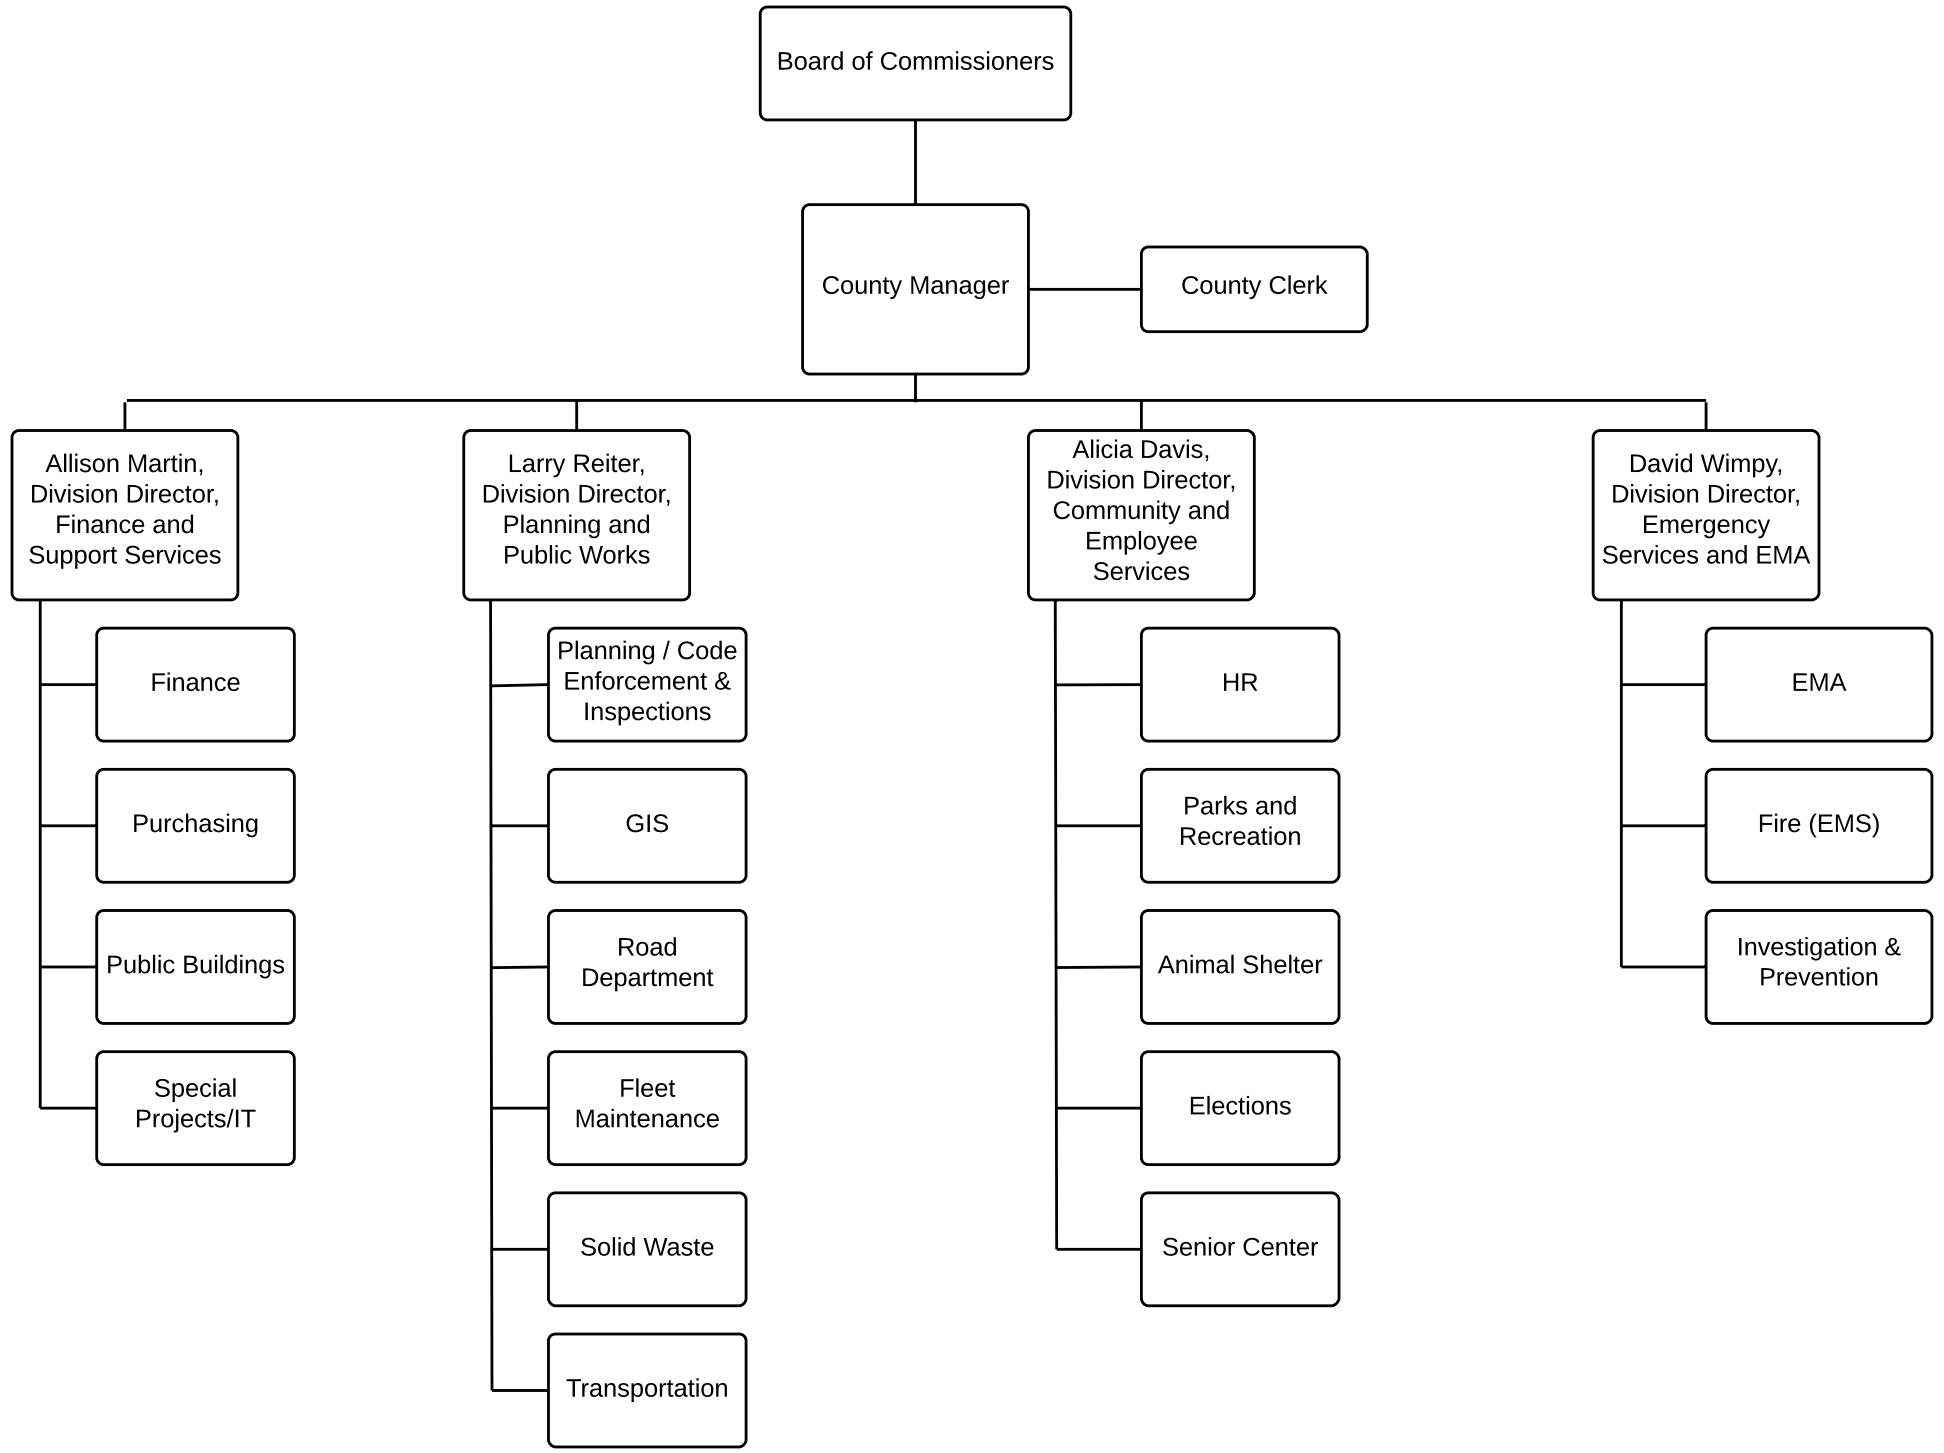 Board of Commissioners
County Manager
County Clerk
Allison Martin,
Division Director,
Finance and
Support Services
Larry Reiter,
Division Director,
Planning and
Public Works
Alicia Davis,
Division Director,
Community and
Employee
Services
David Wimpy,
Division Director,
Emergency
Services and EMA
Finance
Purchasing
Public Buildings
Special
Projects/IT
Planning / Code
Enforcement &
Inspections
GIS
Road
Department
Fleet
Maintenance
Solid Waste
Transportation
HR
Parks and
Recreation
Animal Shelter
Elections
Senior Center
EMA
Fire (EMS)
Investigation &
Prevention